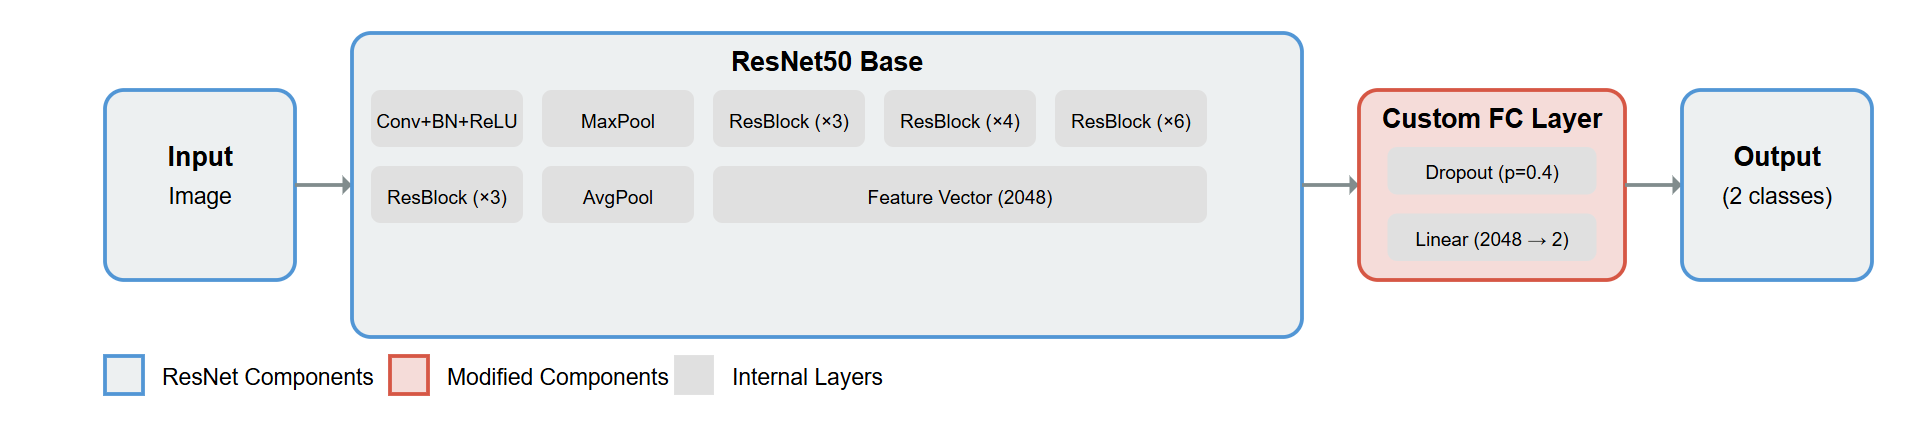 ResNet50 Base
Conv+BN+ReLU
MaxPool
ResBlock (×3)
ResBlock (×4)
ResBlock (×6)
ResBlock (×3)
AvgPool
Feature Vector (2048)
Input
Image
Custom FC Layer
Dropout (p=0.4)
Linear (2048 → 2)
Output
(2 classes)
ResNet Components
Modified Components
Internal Layers